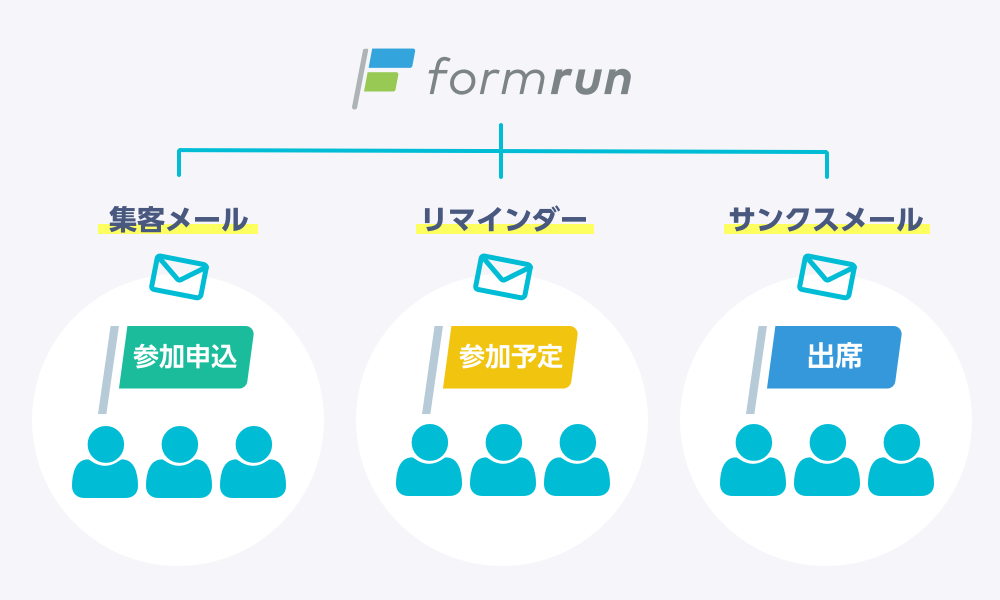 formrun
集客メール
リマインダー
サンクスメール
参加申込
参加予定
出席